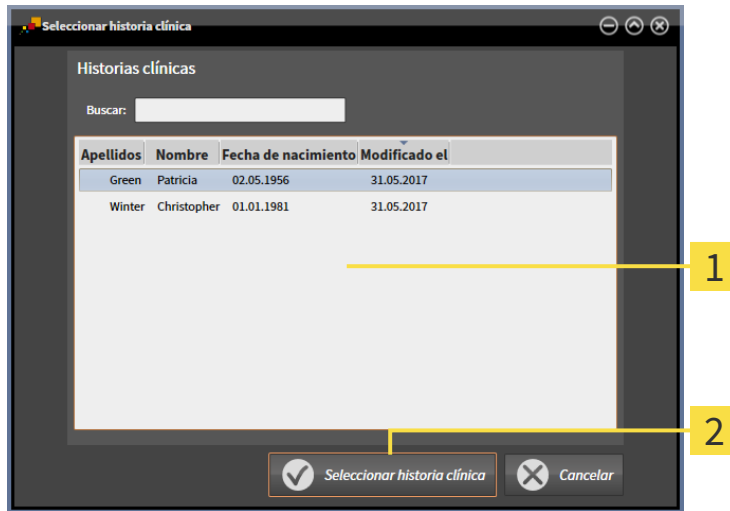 Seleccionar historia clínica
Historias clínicas
Buscar:
Apellidos Nombre Fecha de nacimiento Modificado el
Green Patricia 02.05.1956 31.05.2017
Winter Christopher 01.01.1981 31.05.2017
1
2
Seleccionar historia clínica Cancelar